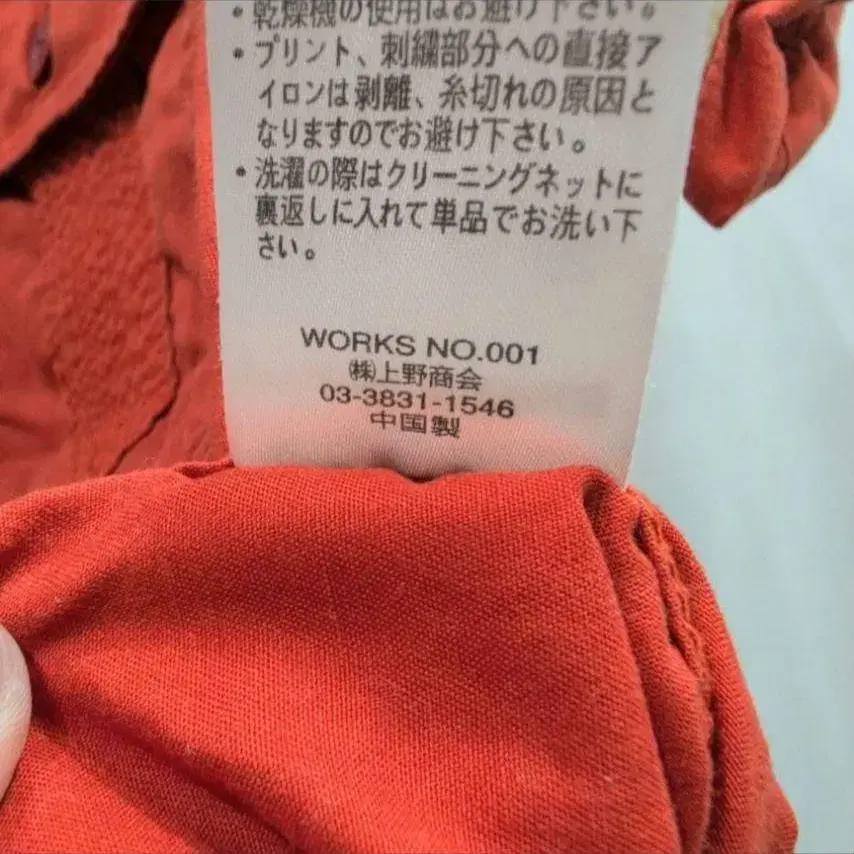 ・乾燥機の使用はお避け下さい。
・プリント、刺繍部分への直接ア
イロンは剥離、糸切れの原因と
なりますのでお避け下さい。
・洗濯の際はクリーニングネットに
裏返しに入れて単品でお洗い下
さい。
WORKS NO.001
㈱上野商会
03-3831-1546
中国製